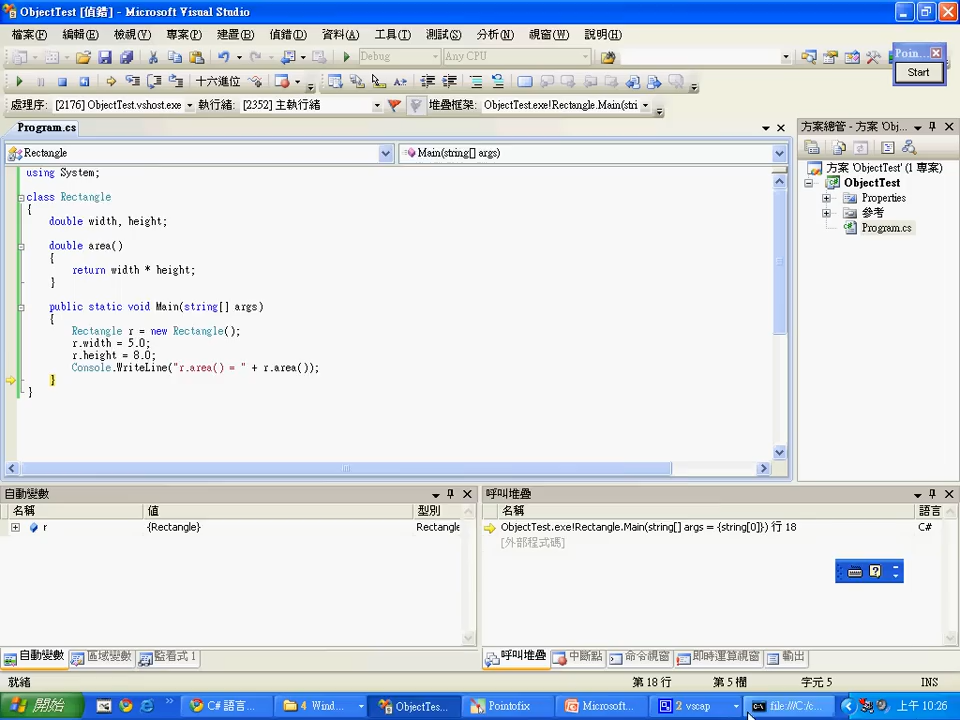 ObjectTest [偵錯] - Microsoft Visual Studio
檔案(F) 編輯(E) 檢視(V) 專案(P) 建置(B) 偵錯(D) 資料(A) 工具(T) 測試(S) 分析(N) 視窗(W) 說明(H)
Debug Any CPU
Poin...
Start
十六進位
處理序: [2176] ObjectTest.vshost.exe 執行緒: [2352] 主執行緒 堆疊框架: ObjectTest.exe!Rectangle.Main(stri
Program.cs
Rectangle Main(string[] args)
using System;
class Rectangle
{
double width, height;
double area()
{
return width * height;
}
public static void Main(string[] args)
{
Rectangle r = new Rectangle();
r.width = 5.0;
r.height = 8.0;
Console.WriteLine("r.area() = " + r.area());
}
}
方案總管 - 方案 'Obj...
方案 'ObjectTest' (1 專案)
ObjectTest
Properties
參考
Program.cs
自動變數
名稱 值 型別
r {Rectangle} Rectangle
自動變數 區域變數 監看式 1
呼叫堆疊
名稱 語言
ObjectTest.exe!Rectangle.Main(string[] args = {string[0]}) 行 18 C#
[外部程式碼]
呼叫堆疊 中斷點 命令視窗 即時運算視窗 輸出
就緒 第 18 行 第 5 欄 字元 5 INS
開始 C# 語言... 4 Wind... ObjectTes... Pointofix Microsoft... 2 vscap file:///C:/c... 上午 10:26